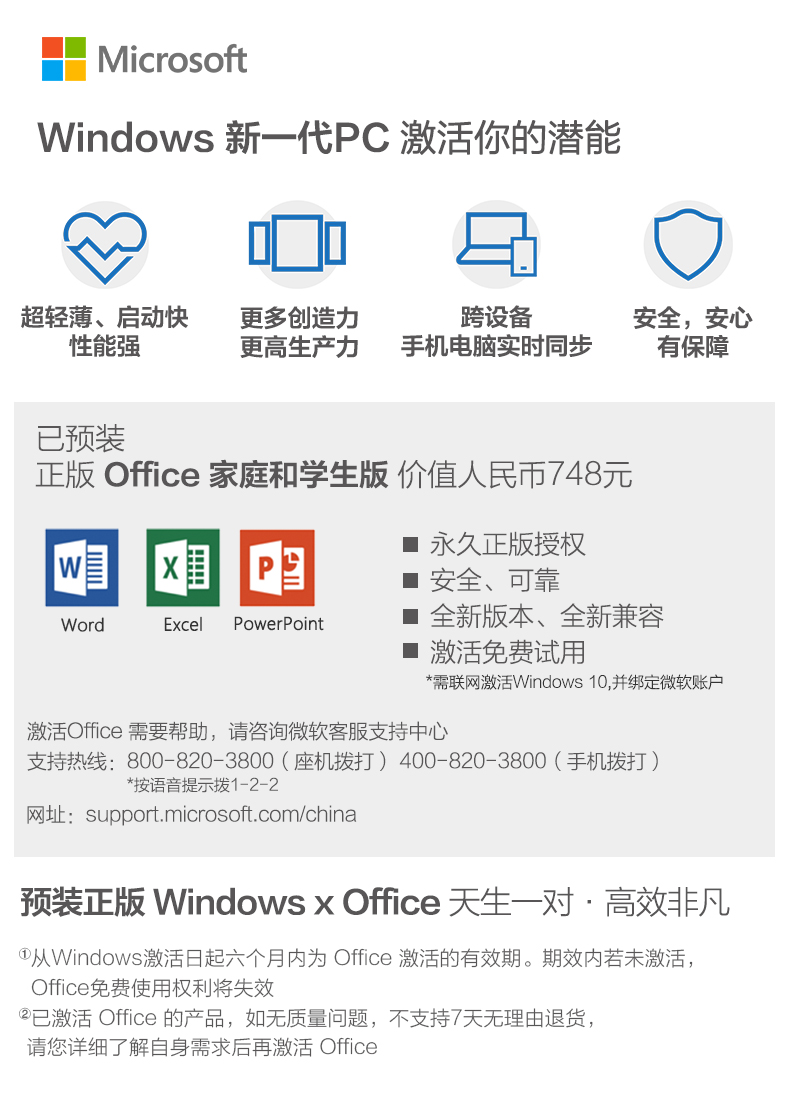 Microsoft
Windows 新一代PC 激活你的潜能
超轻薄、启动快
性能强
更多创造力
更高生产力
跨设备
手机电脑实时同步
安全，安心
有保障
已预装
正版 Office 家庭和学生版 价值人民币748元
W
X
P
Word
Excel
PowerPoint
■ 永久正版授权
■ 安全、可靠
■ 全新版本、全新兼容
■ 激活免费试用
*需联网激活Windows 10,并绑定微软账户
激活Office 需要帮助，请咨询微软客服支持中心
支持热线：800-820-3800（座机拨打）400-820-3800（手机拨打）
*按语音提示拨1-2-2
网址：support.microsoft.com/china
预装正版 Windows x Office 天生一对 · 高效非凡
①从Windows激活日起六个月内为 Office 激活的有效期。期效内若未激活，
Office免费使用权利将失效
②已激活 Office 的产品，如无质量问题，不支持7天无理由退货，
请您详细了解自身需求后再激活 Office